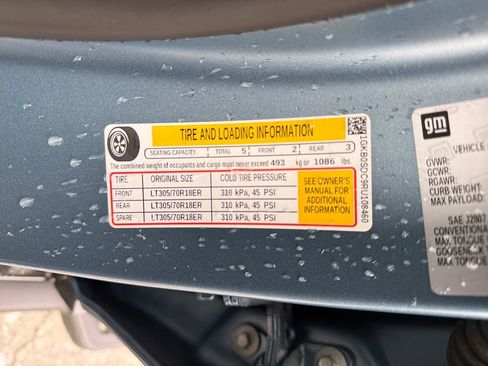 TIRE AND LOADING INFORMATION
SEATING CAPACITY: TOTAL 5 FRONT 2 REAR 3
The combined weight of occupants and cargo must never exceed 493 kg or 1086 lbs.
TIRE ORIGINAL SIZE COLD TIRE PRESSURE
FRONT LT305/70R18ER 310 kPa, 45 PSI
REAR LT305/70R18ER 310 kPa, 45 PSI
SPARE LT305/70R18ER 310 kPa, 45 PSI
SEE OWNER'S
MANUAL FOR
ADDITIONAL
INFORMATION
gm
VEHICLE
GVWR:
GCWR:
RGAWR:
CURB WEIGHT
MAX PAYLOAD:
SAE J2807
CONVENTIONA
MAX TONGUE
GOOSENECK
MAX TONGUE